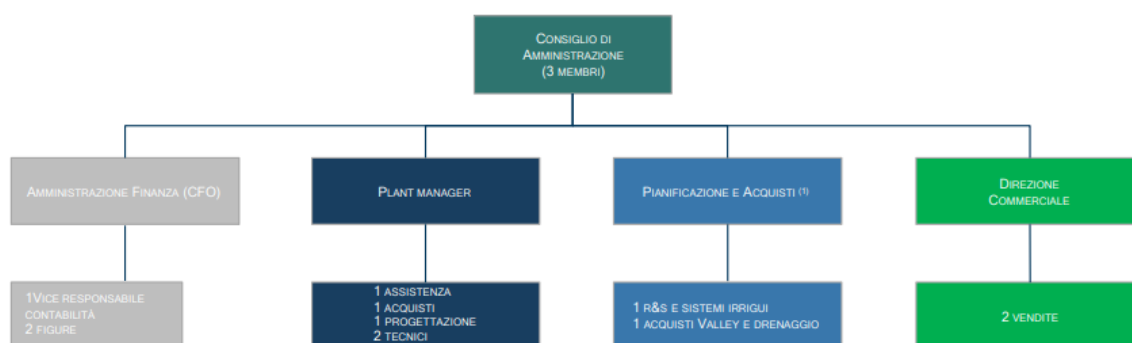 Consiglio di
Amministrazione
(3 membri)
Amministrazione Finanza (CFO)
Plant manager
Pianificazione e Acquisti (1)
Direzione
Commerciale
1Vice responsabile
contabilità
2 figure
1 assistenza
1 acquisti
1 progettazione
2 tecnici
1 r&s e sistemi irrigui
1 acquisti Valley e drenaggio
2 vendite